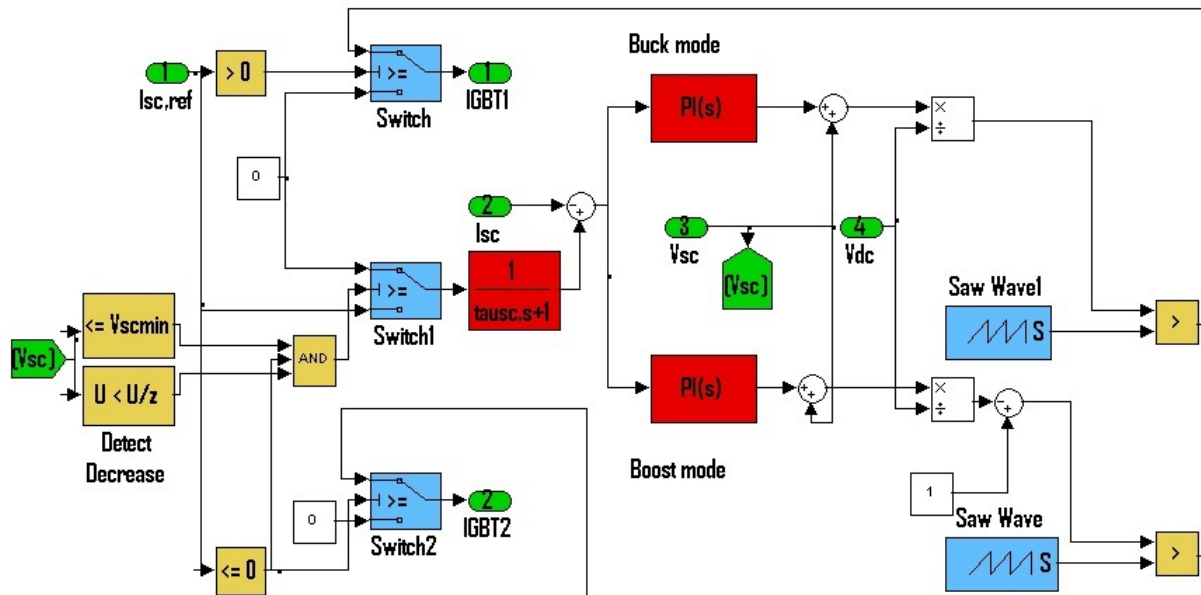 Buck mode
1
Isc,ref
> 0
>=
Switch
1
IGBT1
PI(s)
×
÷
0
2
Isc
3
Vsc
[Vsc]
4
Vdc
>=
Switch1
1
tausc.s+1
Saw Wave1
S
>
[Vsc]
<= Vscmin
U < U/z
Detect
Decrease
AND
PI(s)
×
÷
Boost mode
>=
Switch2
0
2
IGBT2
1
Saw Wave
S
>
<= 0